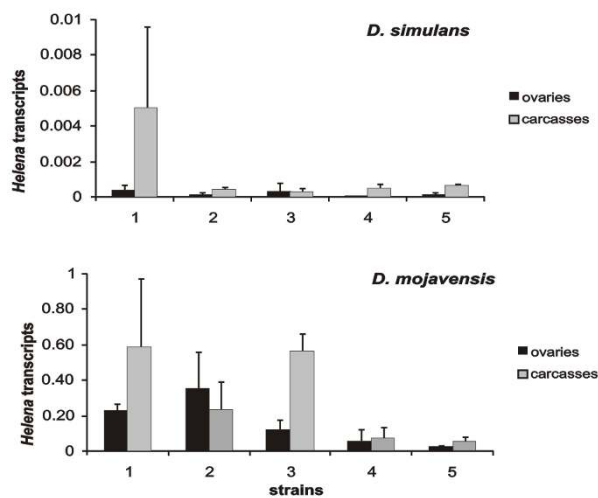 D. simulans
Helena transcripts
0.01
0.008
0.006
0.004
0.002
0
1 2 3 4 5
ovaries
carcasses
D. mojavensis
Helena transcripts
1
0.80
0.60
0.40
0.20
0
1 2 3 4 5
strains
ovaries
carcasses